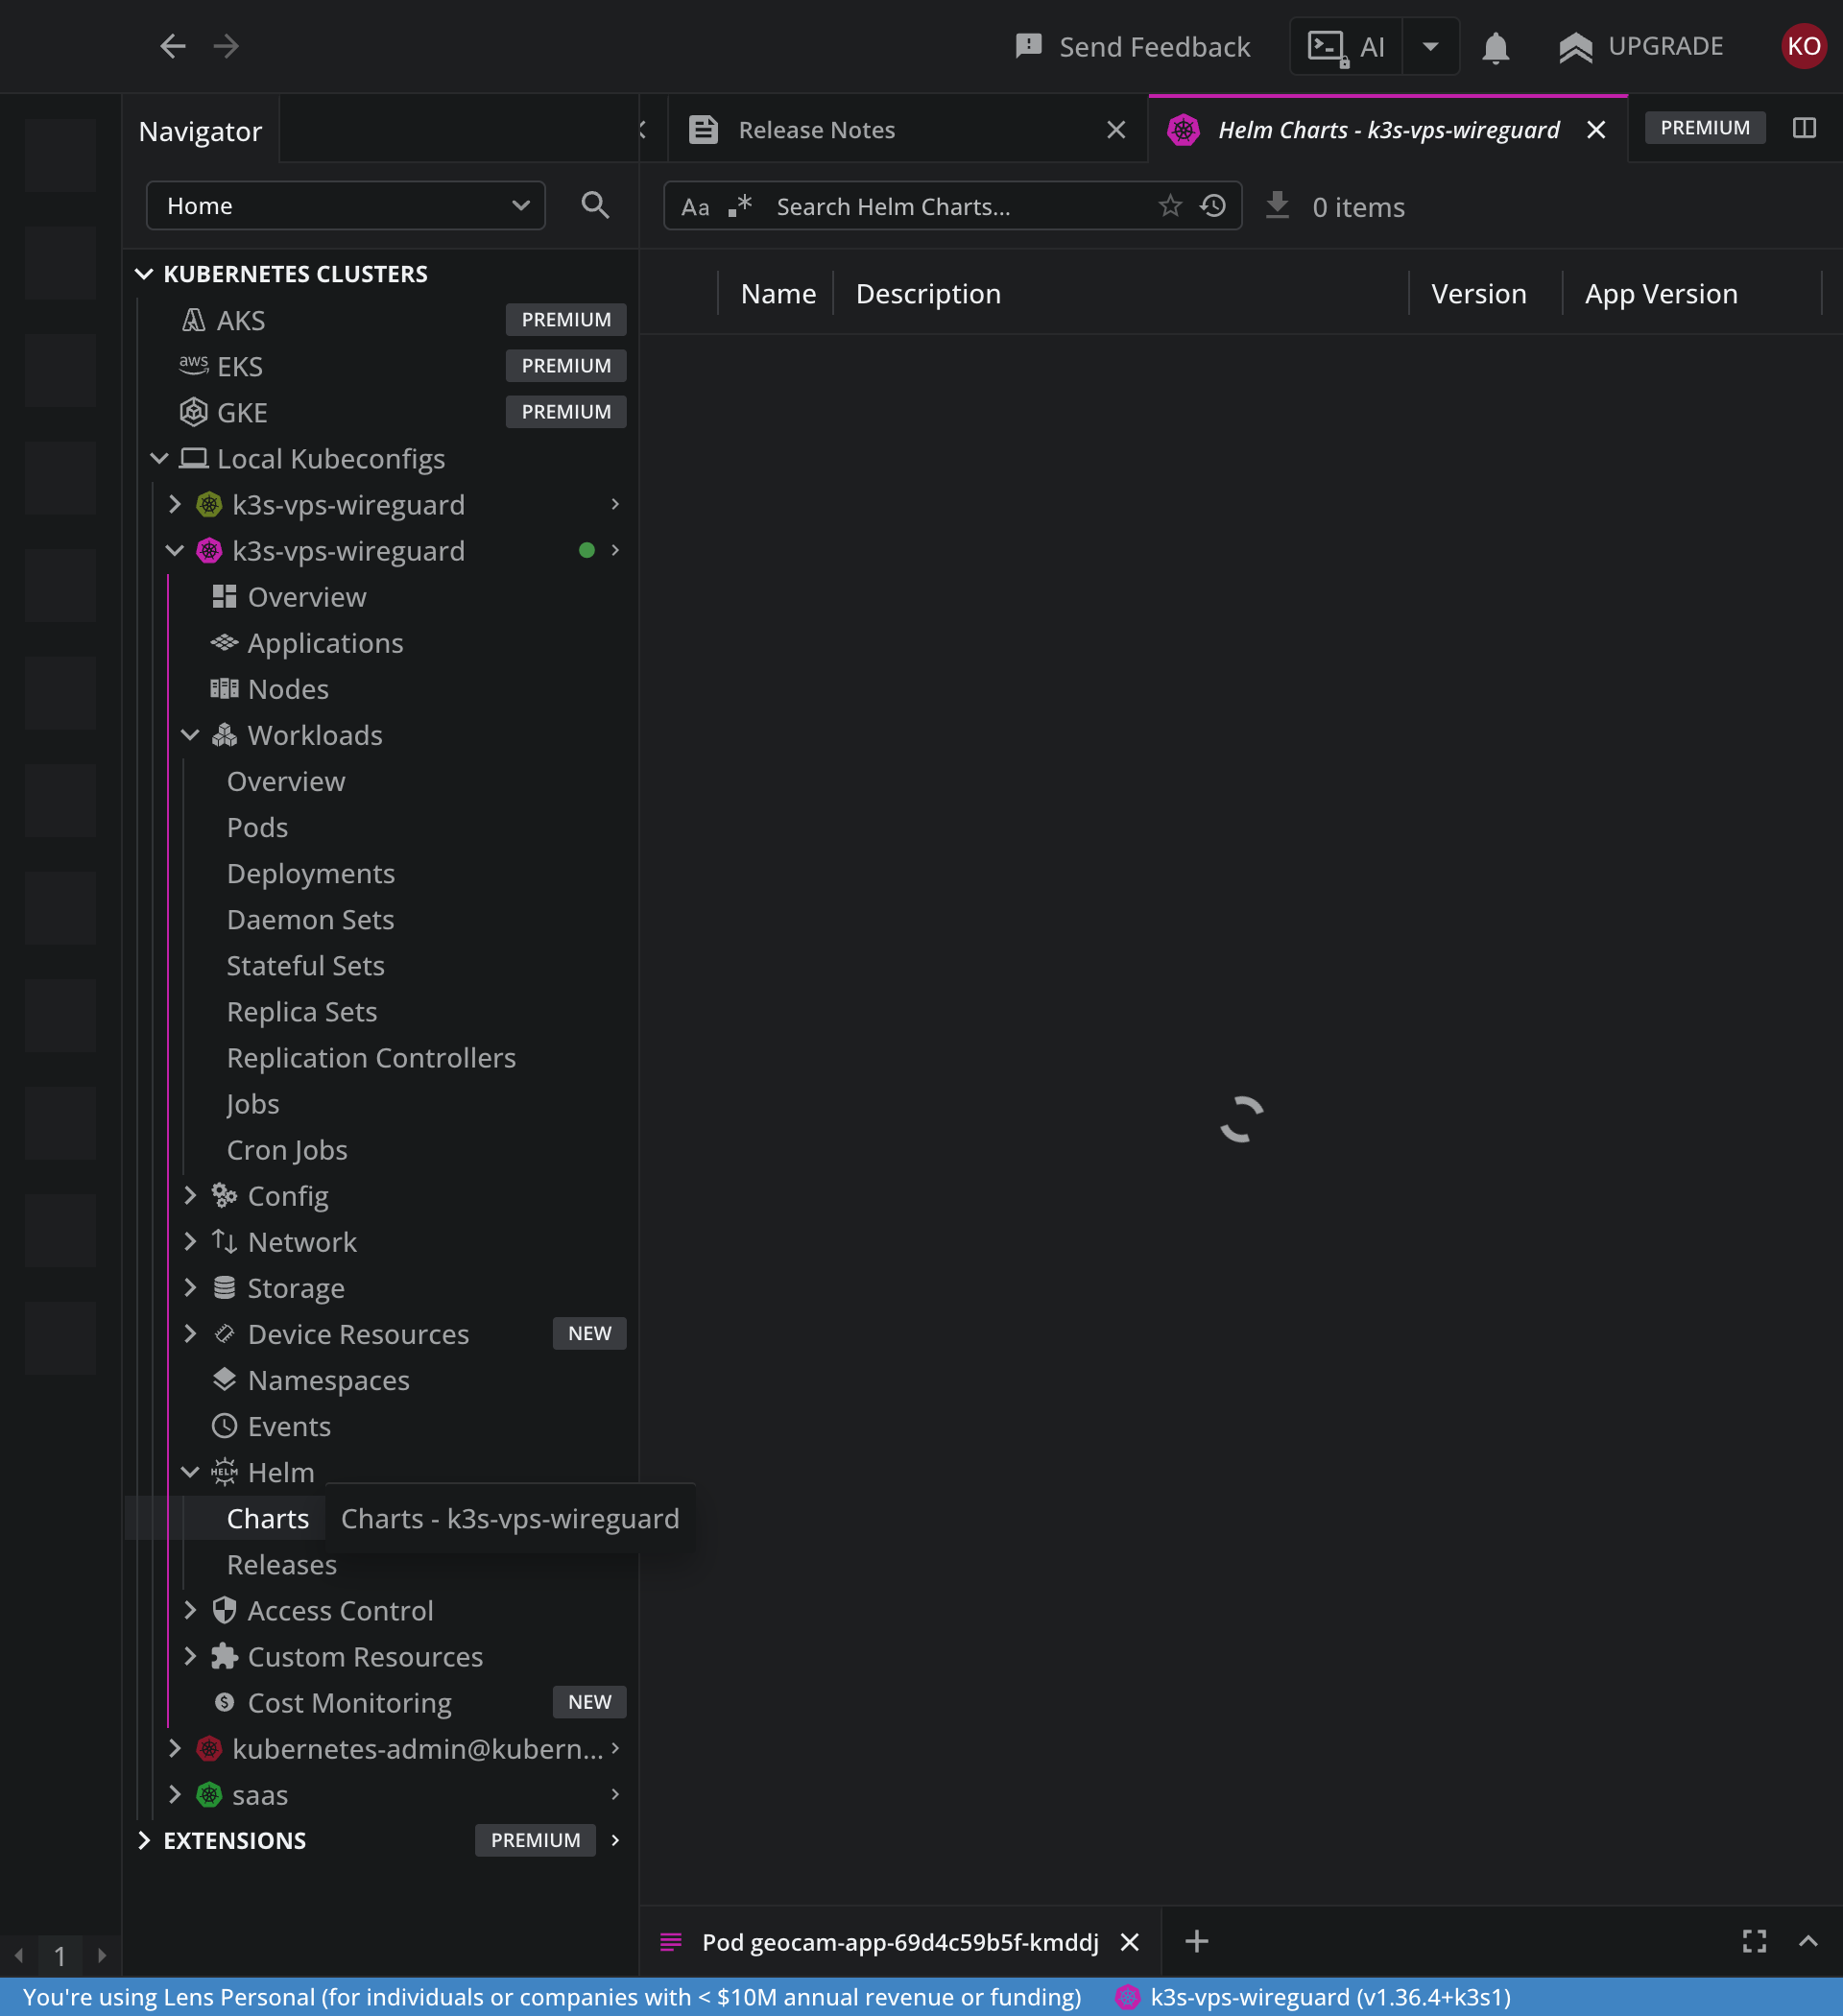 Send Feedback
AI
UPGRADE
KO
Navigator
Release Notes
Helm Charts - k3s-vps-wireguard
PREMIUM
Home
Aa
.*
Search Helm Charts...
0 items
KUBERNETES CLUSTERS
Name
Description
Version
App Version
AKS
PREMIUM
aws
EKS
PREMIUM
GKE
PREMIUM
Local Kubeconfigs
k3s-vps-wireguard
k3s-vps-wireguard
Overview
Applications
Nodes
Workloads
Overview
Pods
Deployments
Daemon Sets
Stateful Sets
Replica Sets
Replication Controllers
Jobs
Cron Jobs
Config
Network
Storage
Device Resources
NEW
Namespaces
Events
HELM
Helm
Charts
Charts - k3s-vps-wireguard
Releases
Access Control
Custom Resources
Cost Monitoring
NEW
kubernetes-admin@kubern...
saas
EXTENSIONS
PREMIUM
Pod geocam-app-69d4c59b5f-kmddj
1
You're using Lens Personal (for individuals or companies with < $10M annual revenue or funding)
k3s-vps-wireguard (v1.36.4+k3s1)